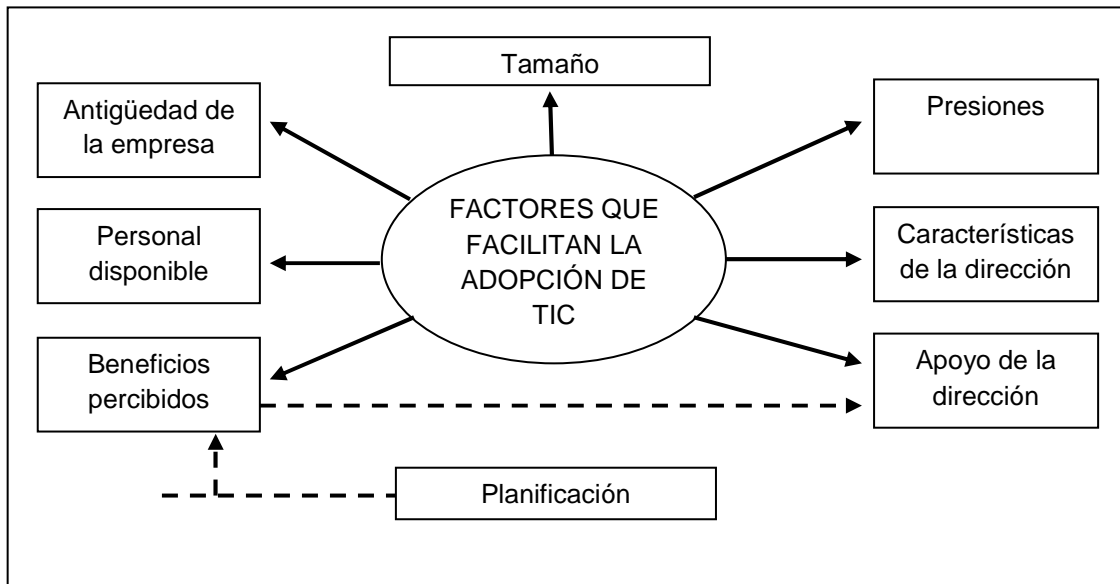 Tamaño
Antigüedad de
la empresa
Presiones
FACTORES QUE
FACILITAN LA
ADOPCIÓN DE
TIC
Personal
disponible
Características
de la dirección
Beneficios
percibidos
Apoyo de la
dirección
Planificación